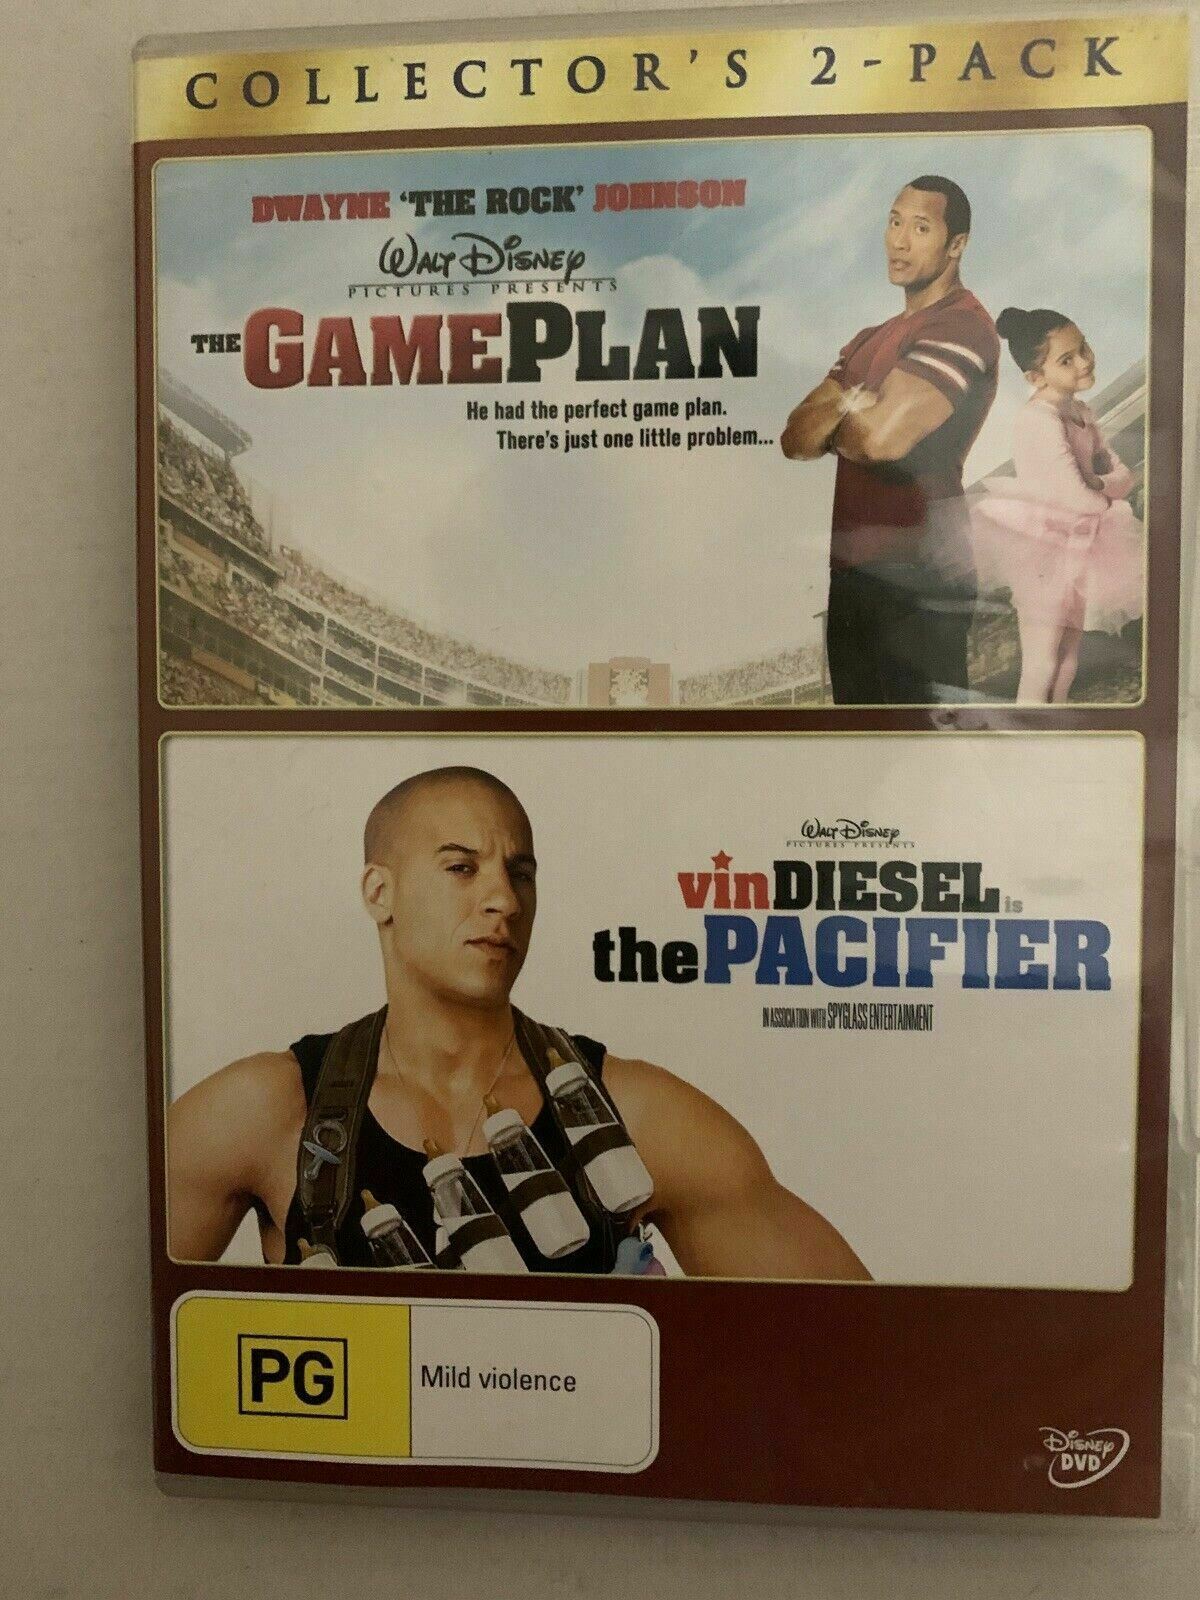 COLLECTOR'S 2-PACK
DWAYNE 'THE ROCK' JOHNSON
WALT DISNEY
PICTURES PRESENTS
THE GAMEPLAN
He had the perfect game plan.
There's just one little problem...
WALT DISNEY
PICTURES PRESENTS
vinDIESEL is
thePACIFIER
IN ASSOCIATION WITH SPYGLASS ENTERTAINMENT
PG
Mild violence
DISNEY
DVD